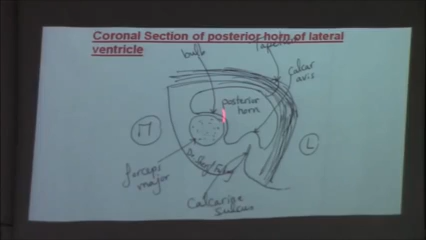 Coronal Section of posterior horn of lateral
ventricle
bulb
Tapetum
calcar
avis
posterior
horn
M
L
forceps
major
Calcarine
sulcus